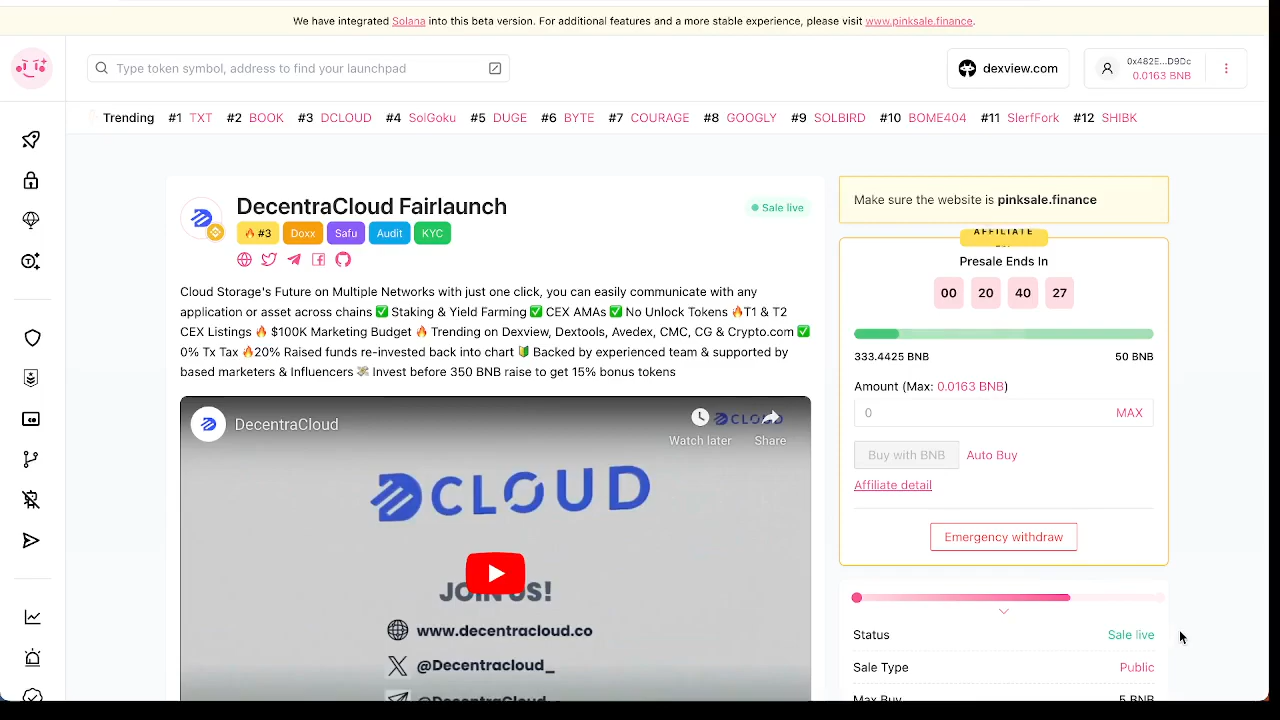 We have integrated Solana into this beta version. For additional features and a more stable experience, please visit www.pinksale.finance.
Type token symbol, address to find your launchpad
dexview.com
0x482E...D9Dc
0.0163 BNB
Trending #1 TXT #2 BOOK #3 DCLOUD #4 SolGoku #5 DUGE #6 BYTE #7 COURAGE #8 GOOGLY #9 SOLBIRD #10 BOME404 #11 SlerfFork #12 SHIBK
DecentraCloud Fairlaunch
Sale live
🔥 #3 Doxx Safu Audit KYC
Cloud Storage's Future on Multiple Networks with just one click, you can easily communicate with any
application or asset across chains ✅ Staking & Yield Farming ✅ CEX AMAs ✅ No Unlock Tokens 🔥T1 & T2
CEX Listings 🔥 $100K Marketing Budget 🔥 Trending on Dexview, Dextools, Avedex, CMC, CG & Crypto.com ✅
0% Tx Tax 🔥20% Raised funds re-invested back into chart 🔰 Backed by experienced team & supported by
based marketers & Influencers 💸 Invest before 350 BNB raise to get 15% bonus tokens
DecentraCloud
CLOUD
Watch later
Share
DCLOUD
JOIN US!
www.decentracloud.co
@Decentracloud_
@Decentracloud
Make sure the website is pinksale.finance
AFFILIATE
Presale Ends In
00 20 40 27
333.4425 BNB 50 BNB
Amount (Max: 0.0163 BNB)
0 MAX
Buy with BNB Auto Buy
Affiliate detail
Emergency withdraw
Status Sale live
Sale Type Public
Max Buy 5 BNB